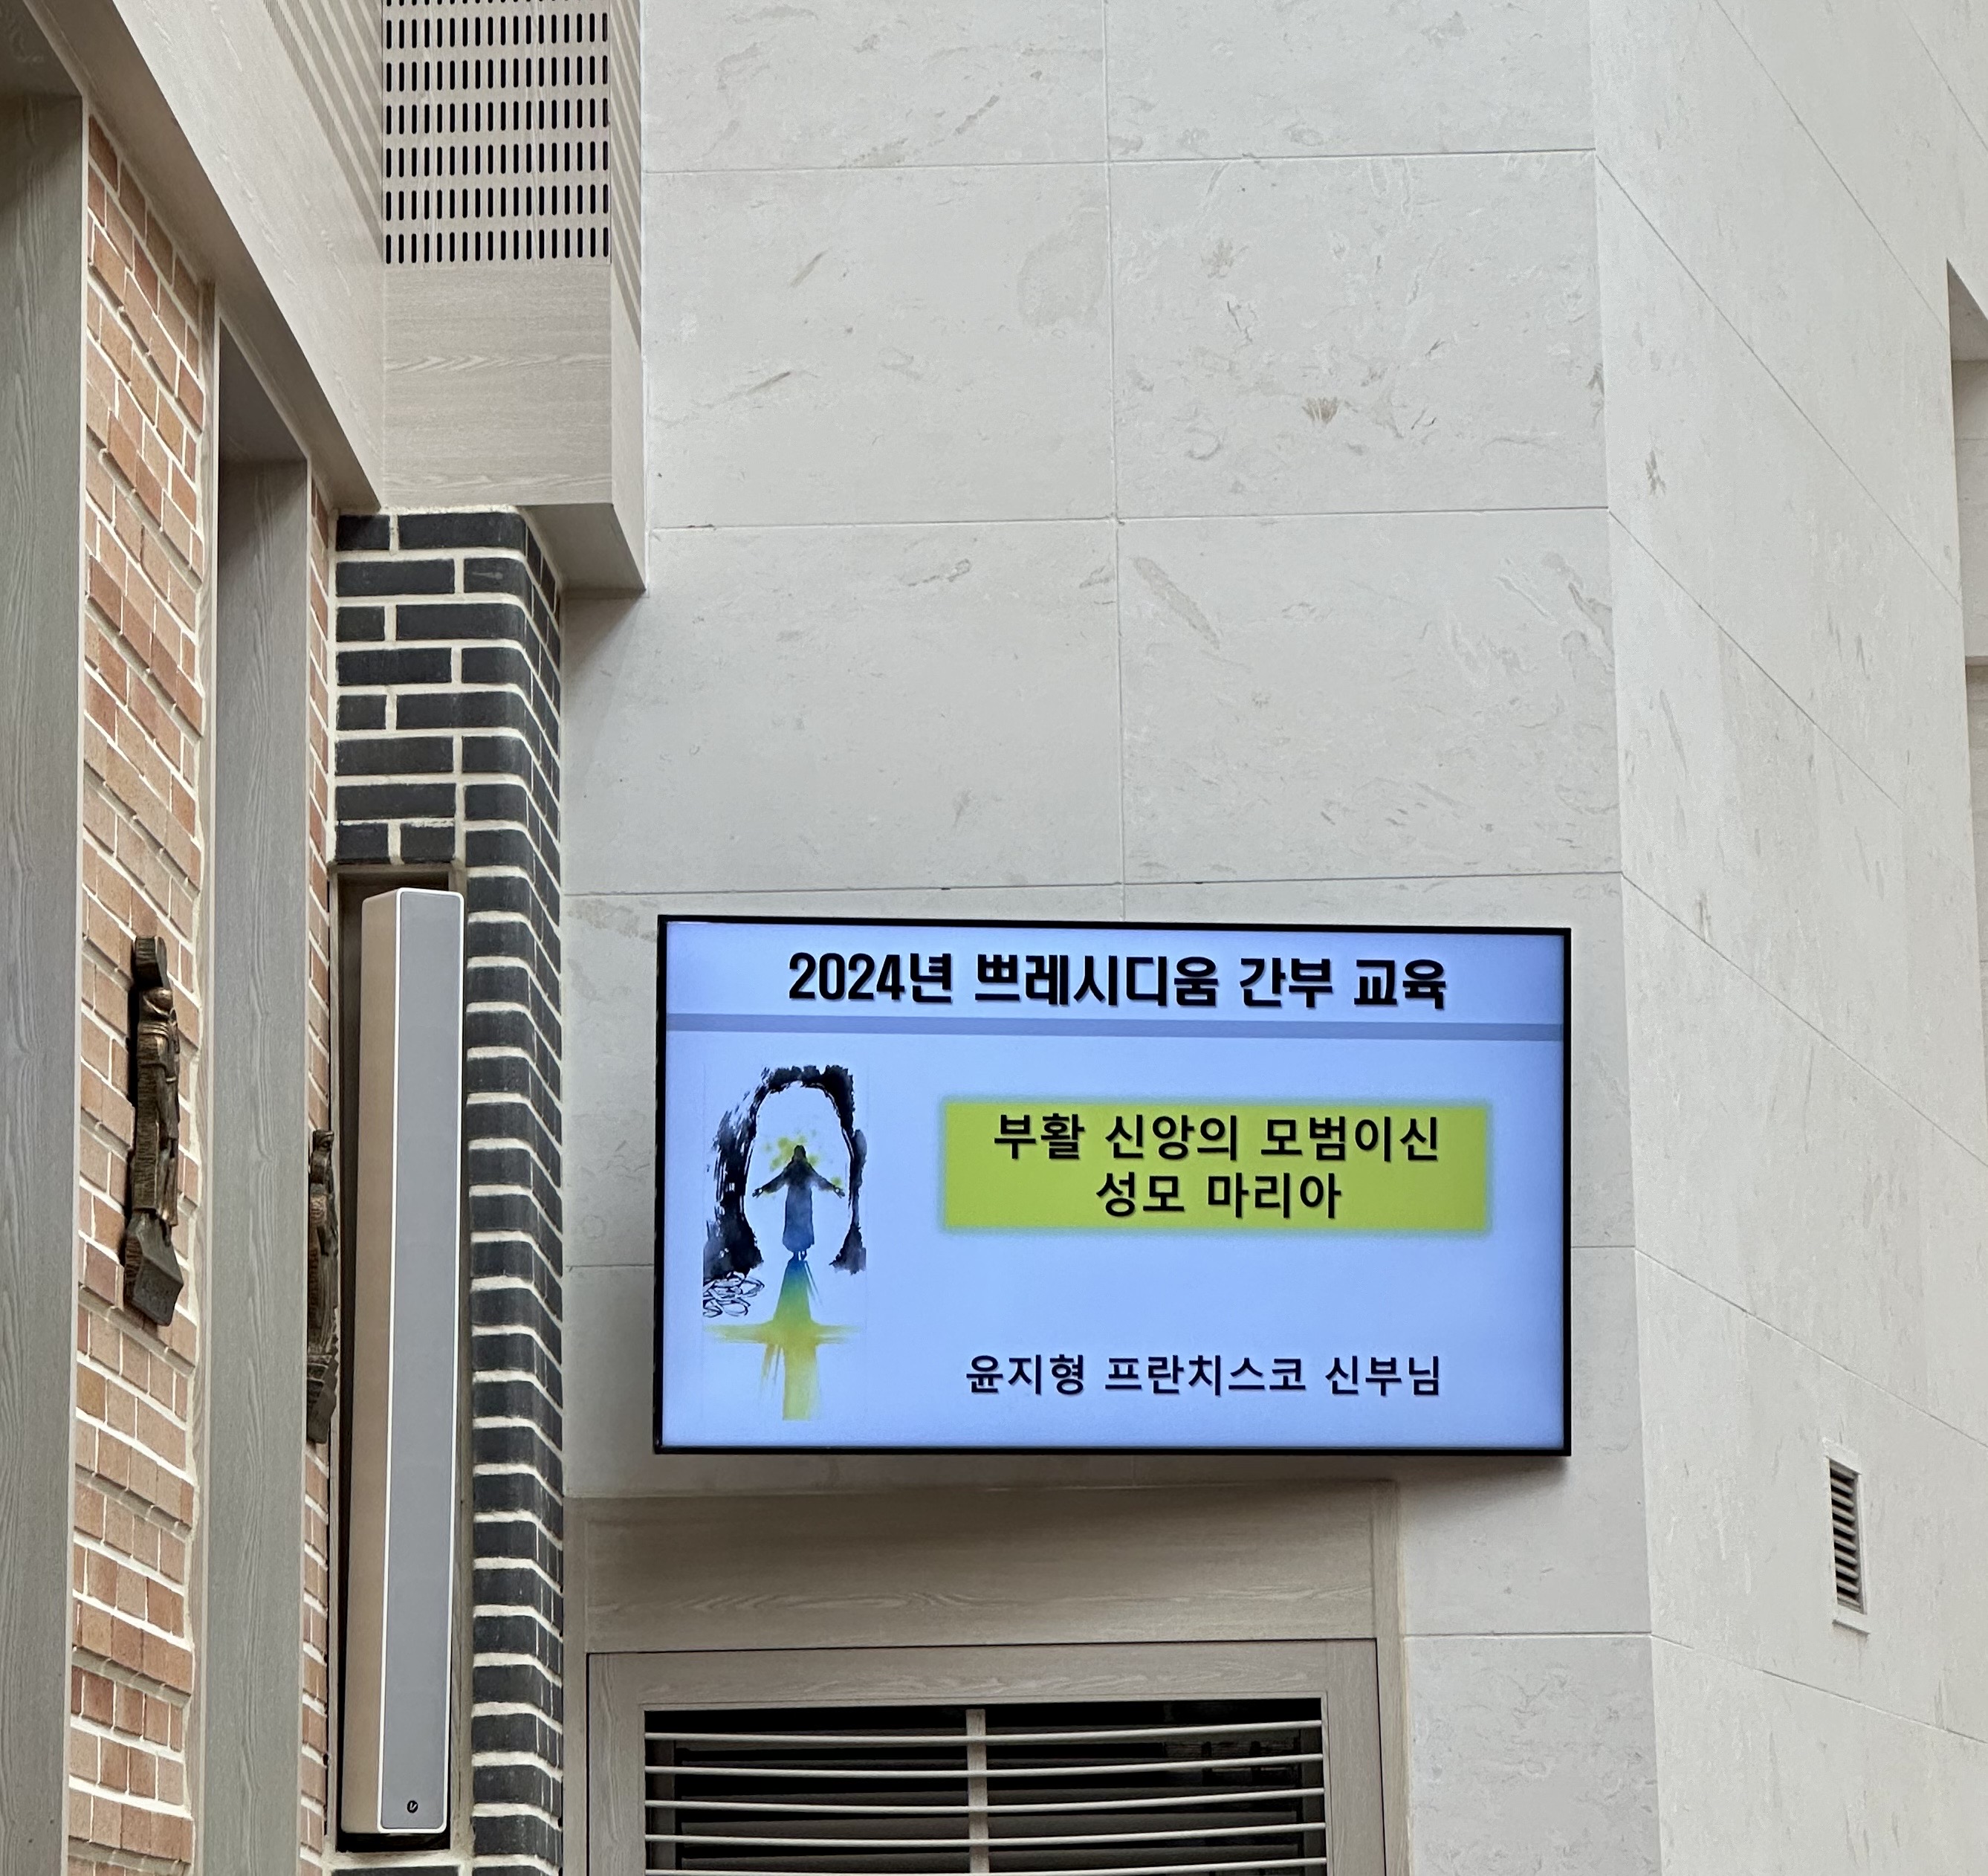 2024년 쁘레시디움 간부 교육
부활 신앙의 모범이신
성모 마리아
윤지형 프란치스코 신부님